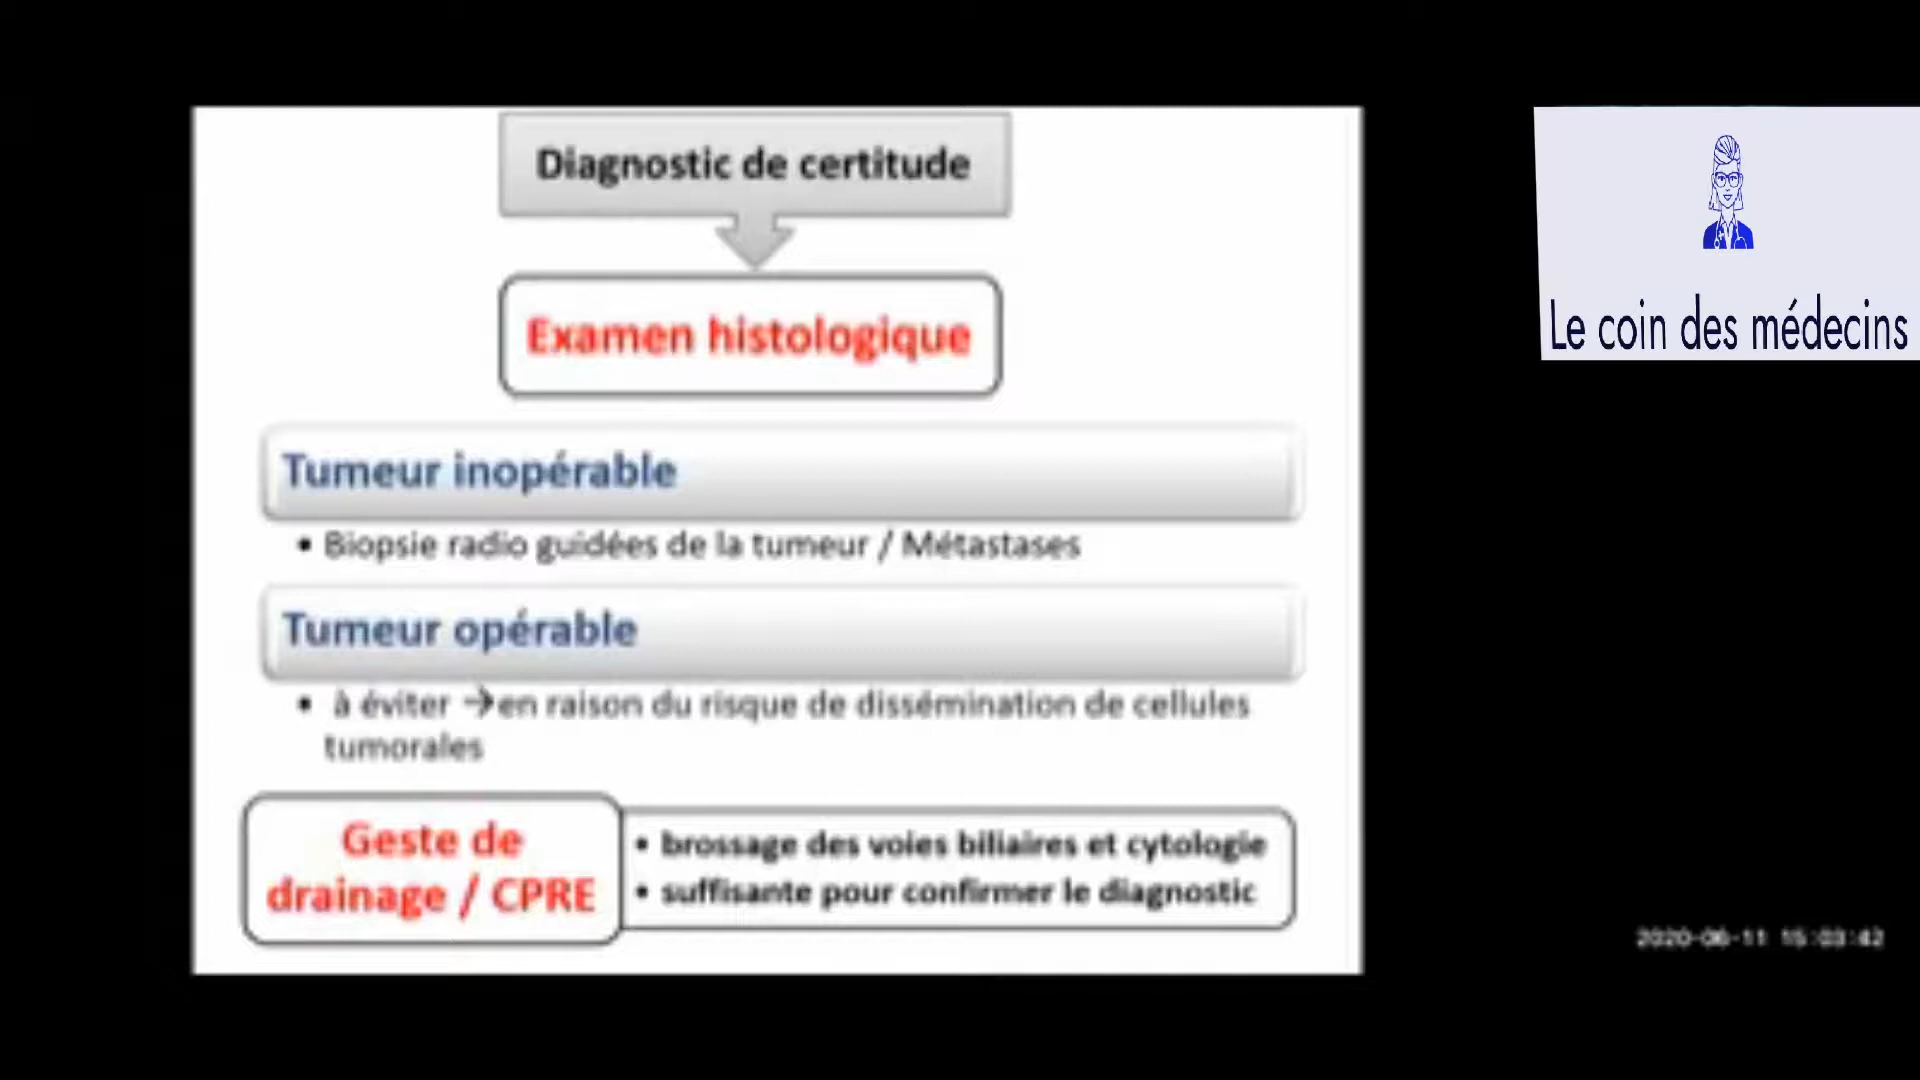 Diagnostic de certitude
Examen histologique
Tumeur inopérable
• Biopsie radio guidées de la tumeur / Métastases
Tumeur opérable
• à éviter →en raison du risque de dissémination de cellules
tumorales
Geste de
drainage / CPRE
• brossage des voies biliaires et cytologie
• suffisante pour confirmer le diagnostic
Le coin des médecins
2020-06-11 15:03:42